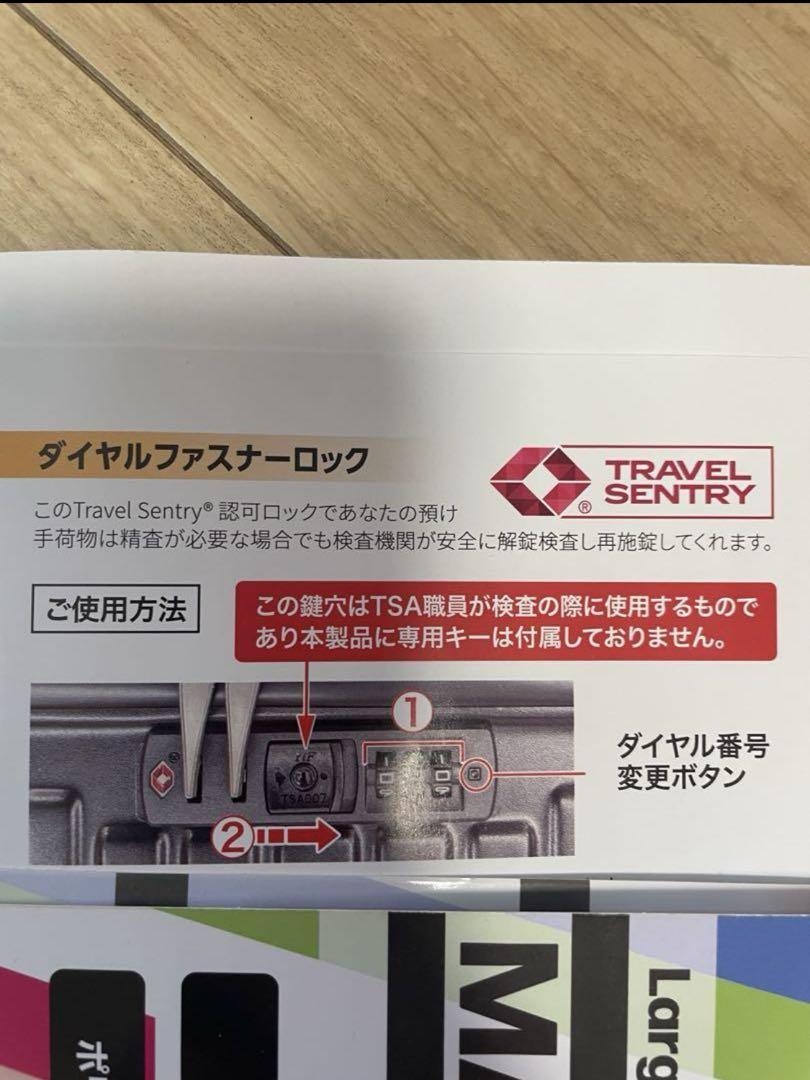 ダイヤルファスナーロック
TRAVEL
SENTRY
®
このTravel Sentry® 認可ロックであなたの預け
手荷物は精査が必要な場合でも検査機関が安全に解錠検査し再施錠してくれます。
ご使用方法
この鍵穴はTSA職員が検査の際に使用するもので
あり本製品に専用キーは付属しておりません。
①
ダイヤル番号
変更ボタン
TSA007
②
Larg